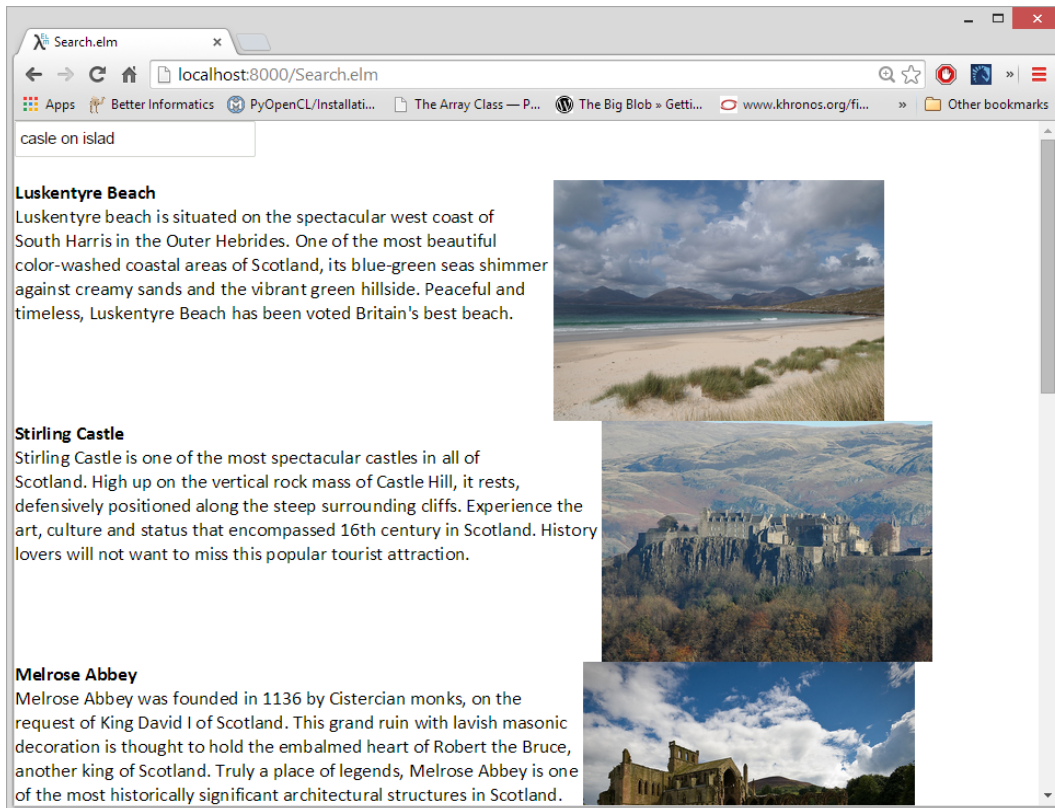 Search.elm
localhost:8000/Search.elm
Apps Better Informatics PyOpenCL/Installati... The Array Class — P... The Big Blob » Getti... www.khronos.org/fi... » Other bookmarks
casle on islad
Luskentyre Beach
Luskentyre beach is situated on the spectacular west coast of
South Harris in the Outer Hebrides. One of the most beautiful
color-washed coastal areas of Scotland, its blue-green seas shimmer
against creamy sands and the vibrant green hillside. Peaceful and
timeless, Luskentyre Beach has been voted Britain's best beach.
Stirling Castle
Stirling Castle is one of the most spectacular castles in all of
Scotland. High up on the vertical rock mass of Castle Hill, it rests,
defensively positioned along the steep surrounding cliffs. Experience the
art, culture and status that encompassed 16th century in Scotland. History
lovers will not want to miss this popular tourist attraction.
Melrose Abbey
Melrose Abbey was founded in 1136 by Cistercian monks, on the
request of King David I of Scotland. This grand ruin with lavish masonic
decoration is thought to hold the embalmed heart of Robert the Bruce,
another king of Scotland. Truly a place of legends, Melrose Abbey is one
of the most historically significant architectural structures in Scotland.